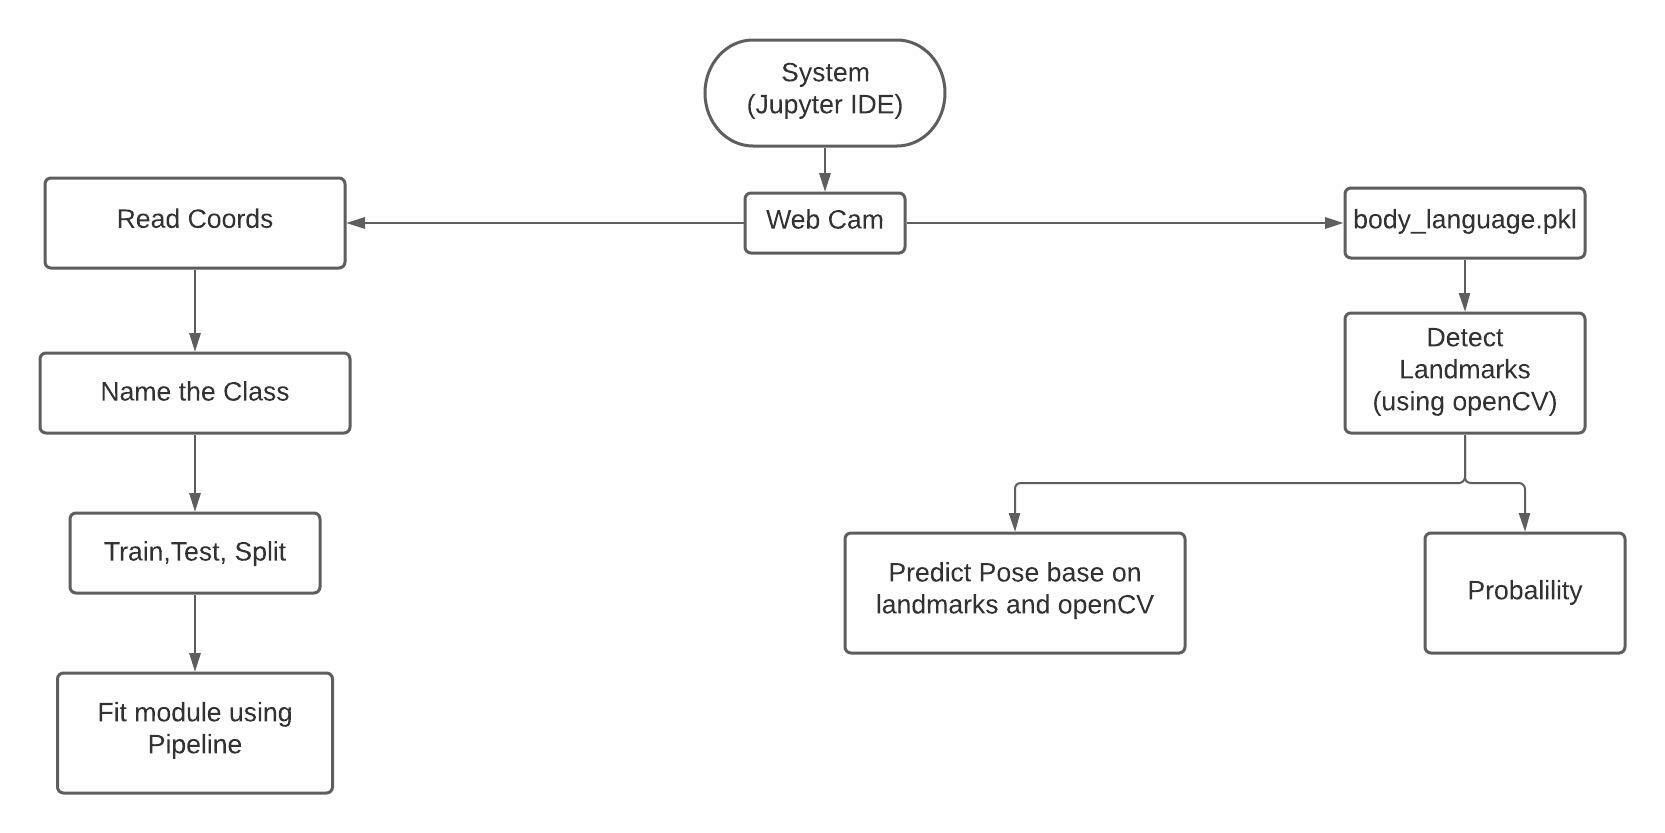 System
(Jupyter IDE)
Read Coords
Web Cam
body_language.pkl
Name the Class
Detect
Landmarks
(using openCV)
Train,Test, Split
Predict Pose base on
landmarks and openCV
Probalility
Fit module using
Pipeline